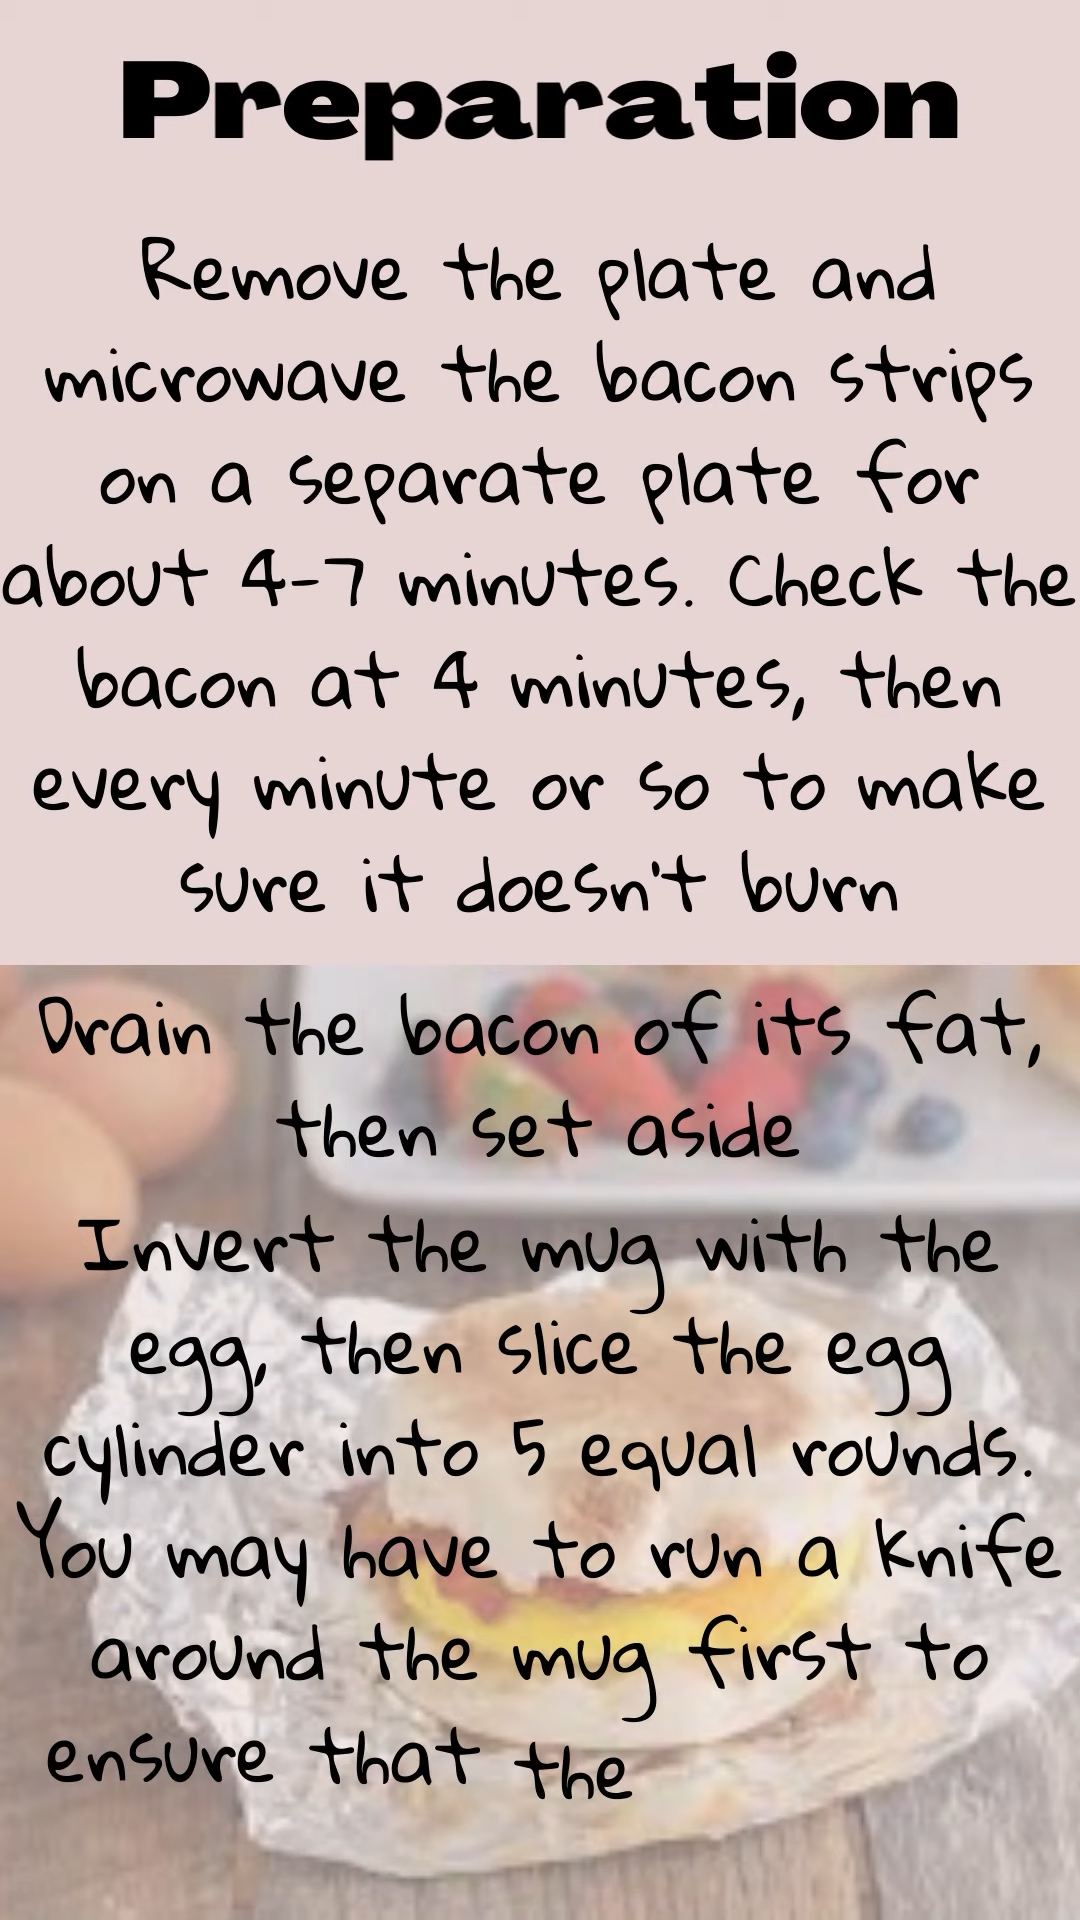 Preparation
Remove the plate and
microwave the bacon strips
on a separate plate for
about 4-7 minutes. Check the
bacon at 4 minutes, then
every minute or so to make
sure it doesn't burn
Drain the bacon of its fat,
then set aside
Invert the mug with the
egg, then slice the egg
cylinder into 5 equal rounds.
You may have to run a knife
around the mug first to
ensure that the